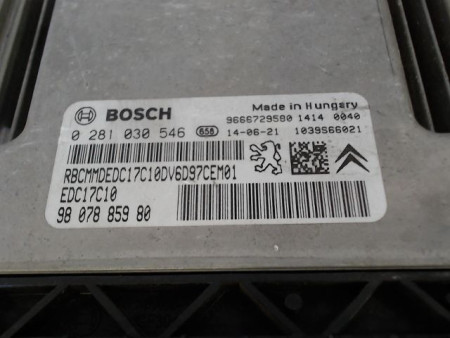 BOSCH
Made in Hungary
9666729580 1414 0040
0 281 030 546 658 14-06-21 1039S66021
RBCMMDEDC17C10DV6D97CEM01
EDC17C10
98 078 859 80